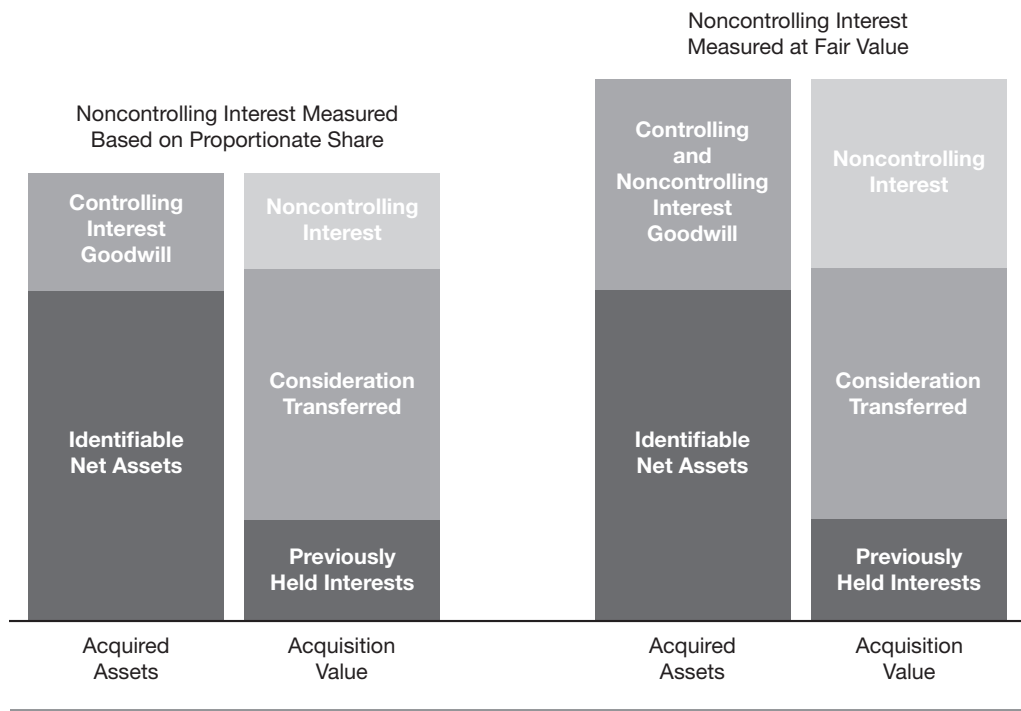 Noncontrolling Interest Measured
Based on Proportionate Share
Controlling
Interest
Goodwill
Identifiable
Net Assets
Noncontrolling
Interest
Consideration
Transferred
Previously
Held Interests
Acquired
Assets
Acquisition
Value
Noncontrolling Interest
Measured at Fair Value
Controlling
and
Noncontrolling
Interest
Goodwill
Identifiable
Net Assets
Noncontrolling
Interest
Consideration
Transferred
Previously
Held Interests
Acquired
Assets
Acquisition
Value